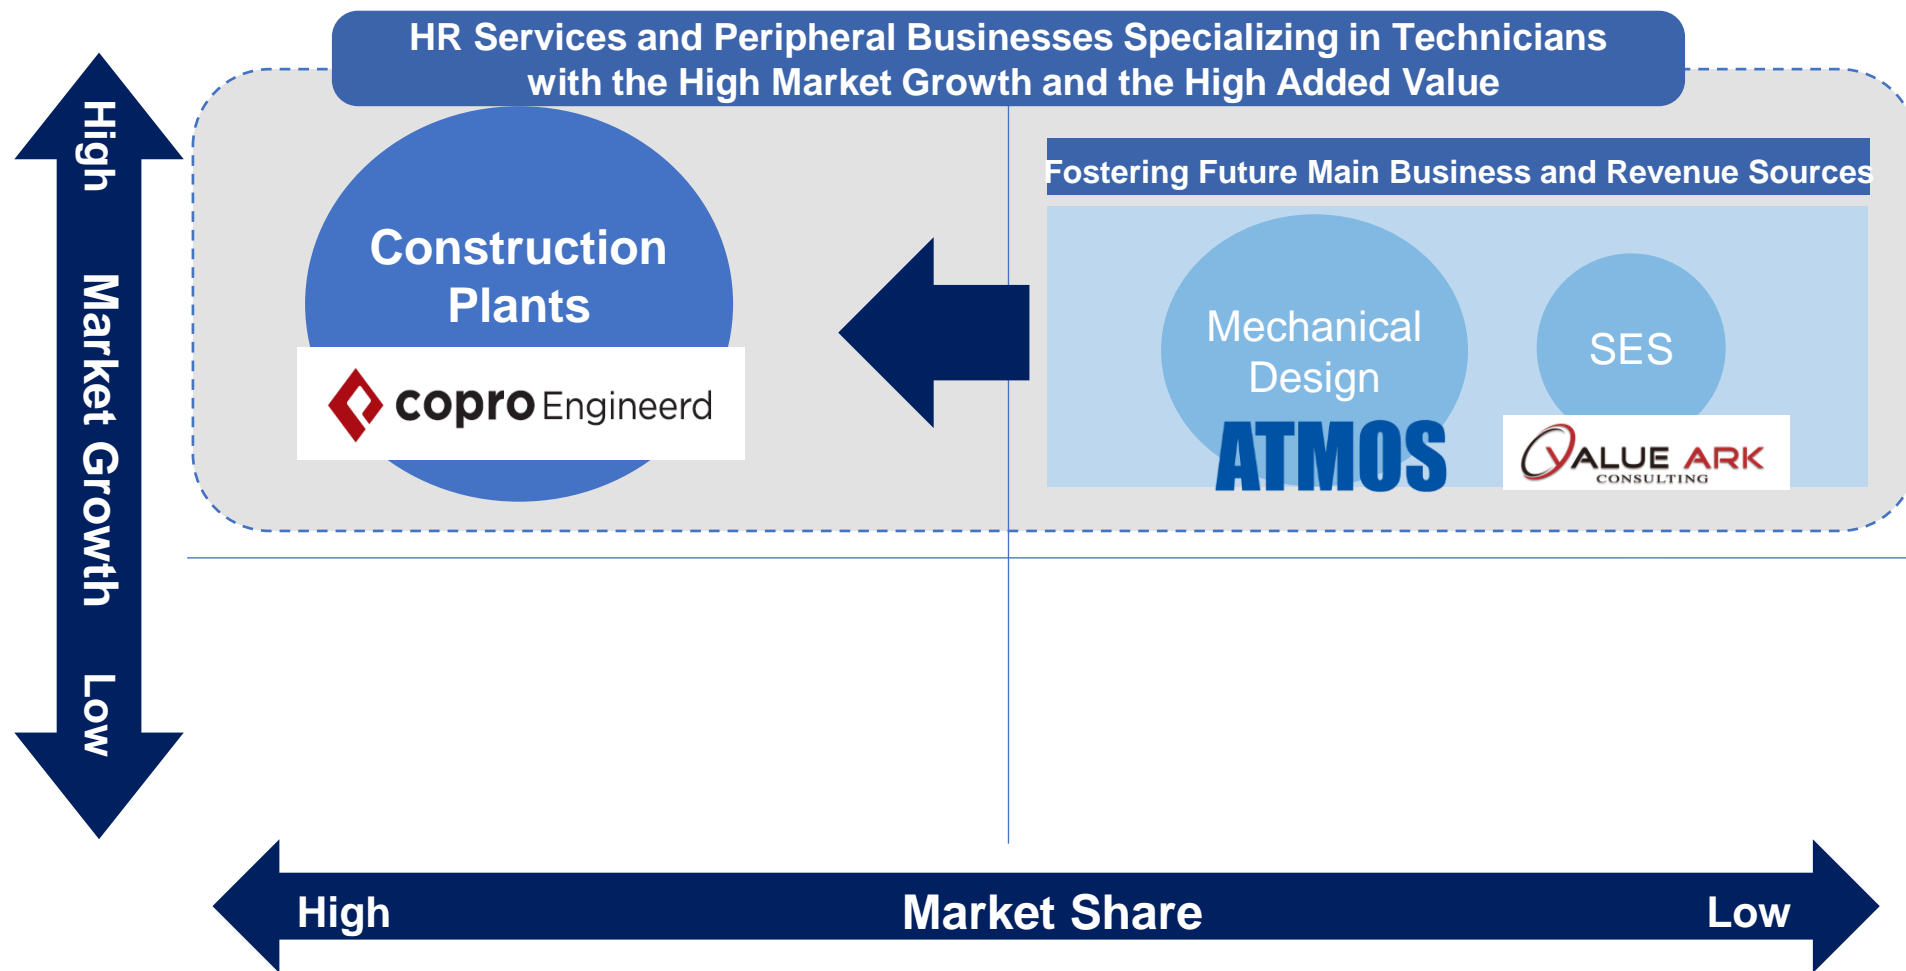 HR Services and Peripheral Businesses Specializing in Technicians
with the High Market Growth and the High Added Value
High
Market Growth
Low
Construction
Plants
copro Engineerd
Fostering Future Main Business and Revenue Sources
Mechanical
Design
ATMOS
SES
VALUE ARK
CONSULTING
High
Market Share
Low